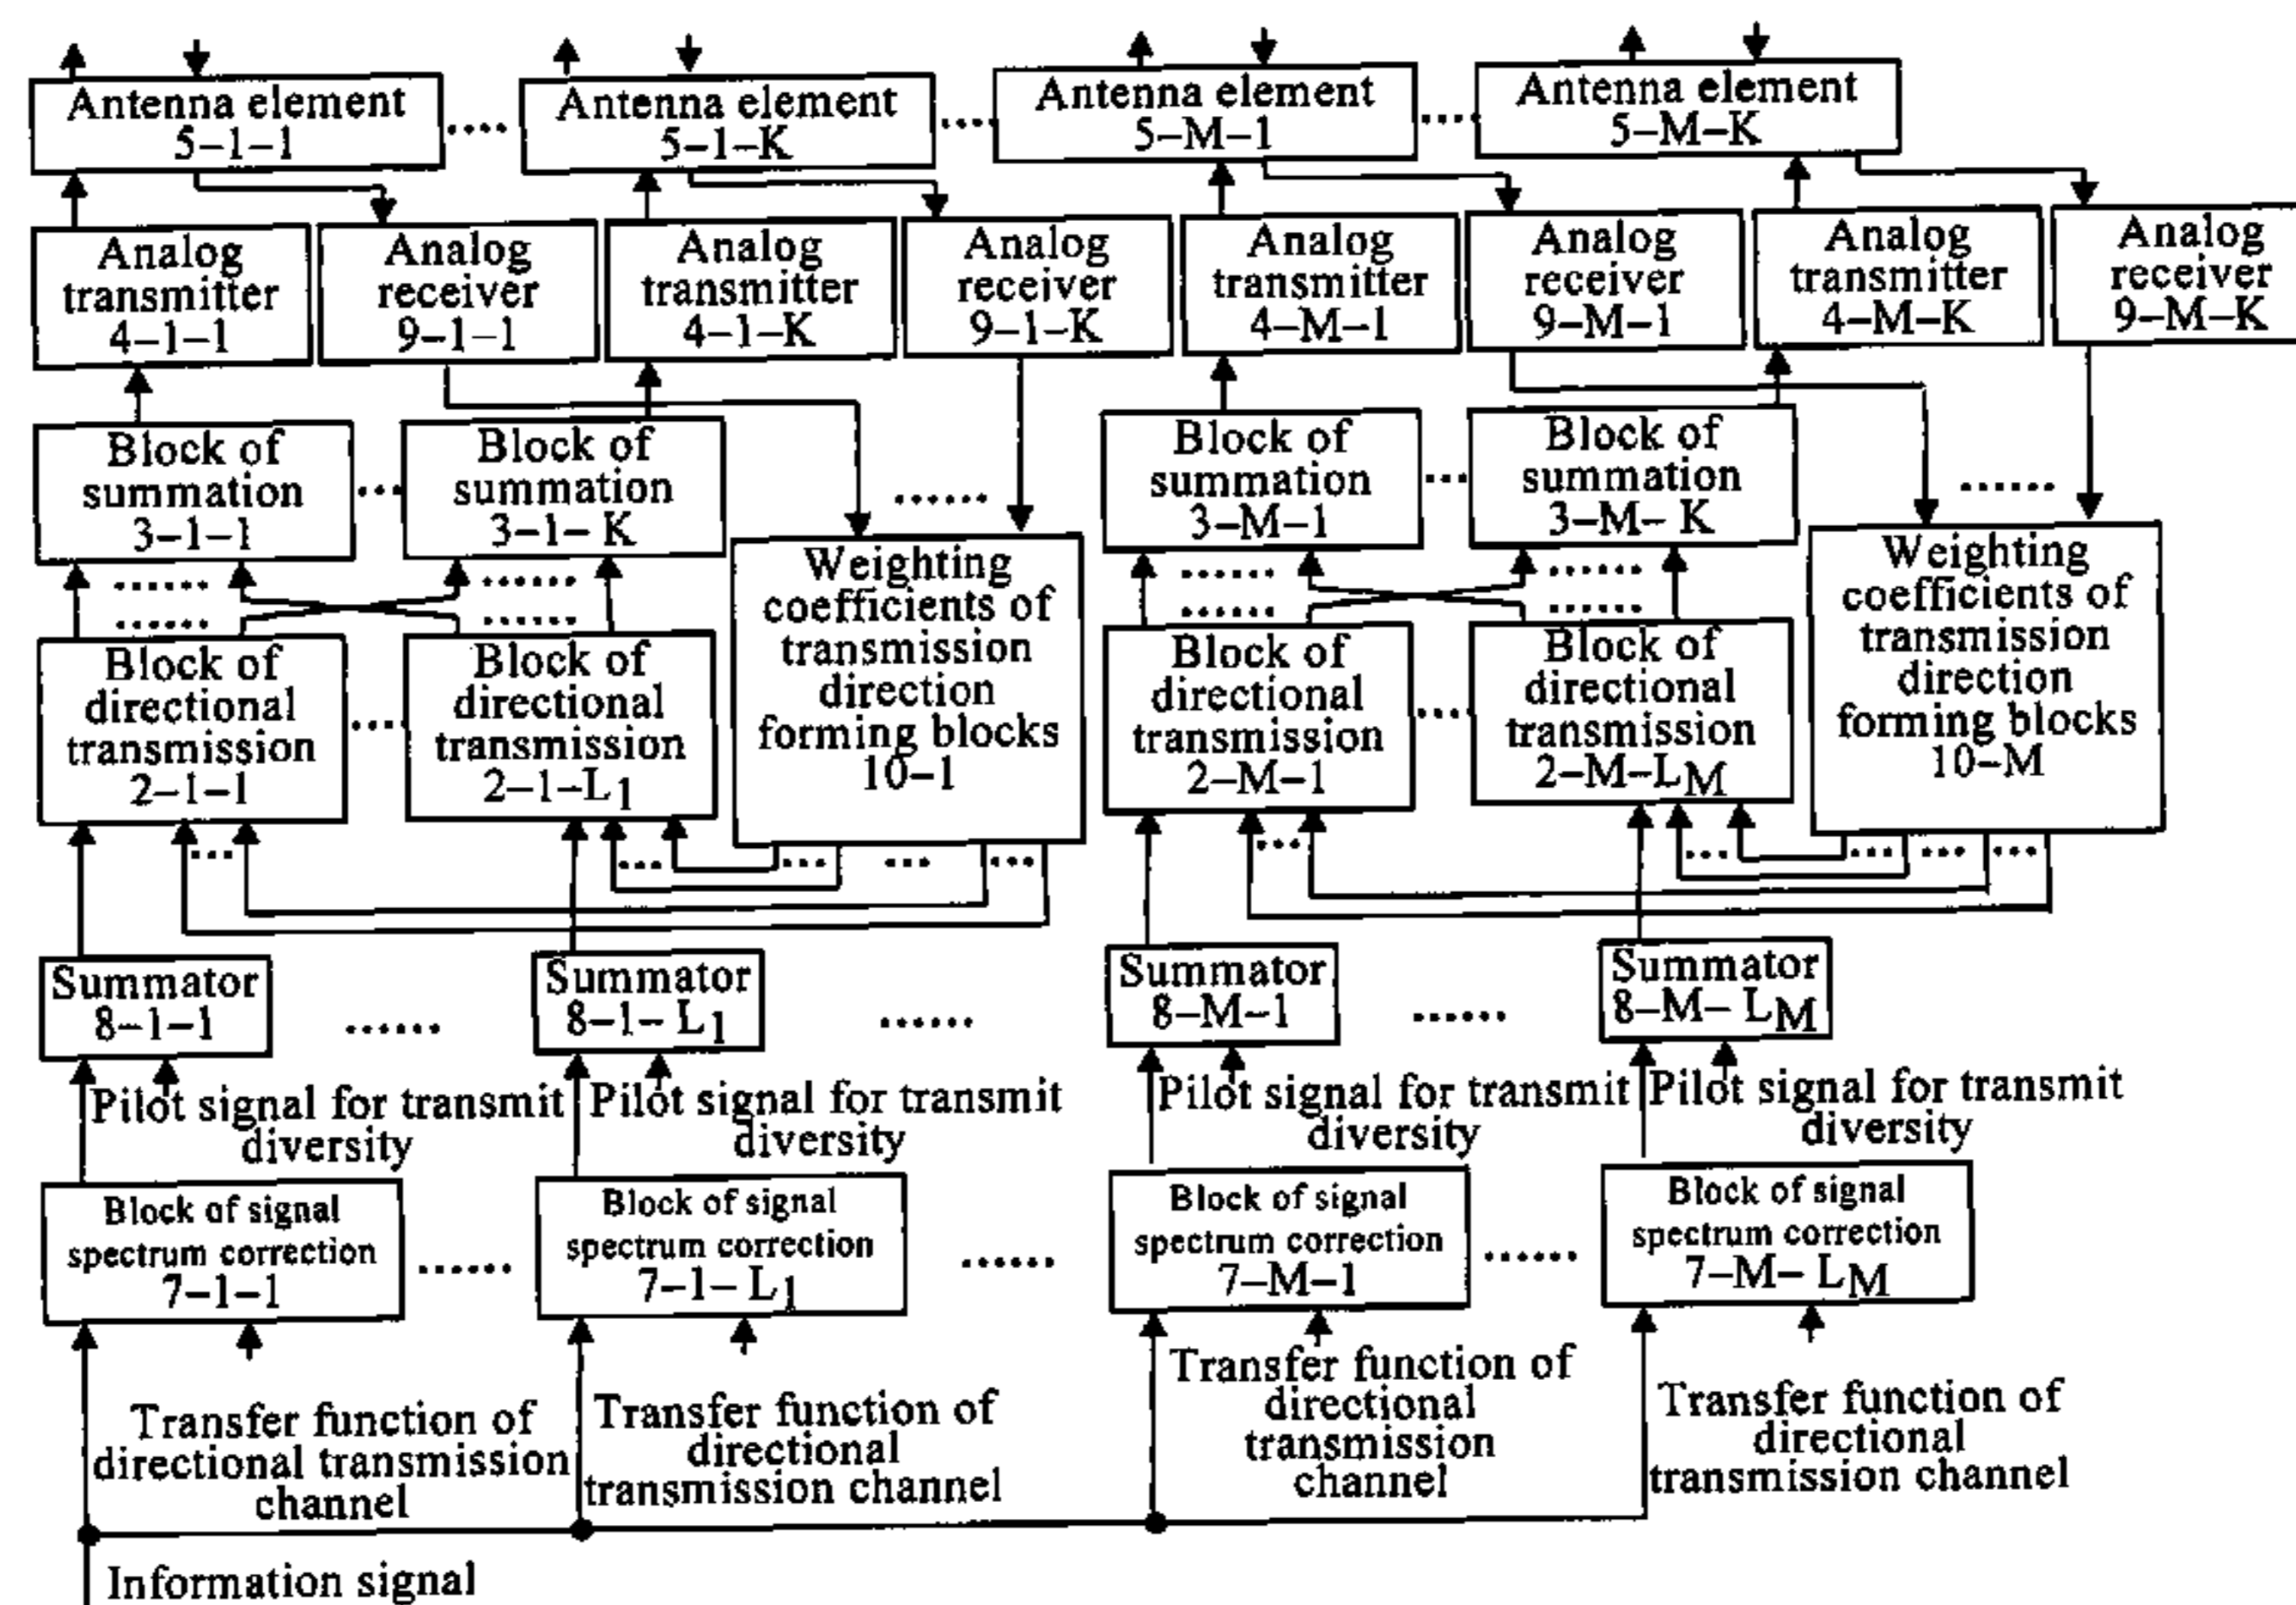 Antenna element
5-1-1
Antenna element
5-1-K
Antenna element
5-M-1
Antenna element
5-M-K
Analog
transmitter
4-1-1
Analog
receiver
9-1-1
Analog
transmitter
4-1-K
Analog
receiver
9-1-K
Analog
transmitter
4-M-1
Analog
receiver
9-M-1
Analog
transmitter
4-M-K
Analog
receiver
9-M-K
Block of
summation
3-1-1
Block of
summation
3-1- K
Block of
summation
3-M-1
Block of
summation
3-M- K
Block of
directional
transmission
2-1-1
Block of
directional
transmission
2-1-L1
Weighting
coefficients of
transmission
direction
forming blocks
10-1
Block of
directional
transmission
2-M-1
Block of
directional
transmission
2-M-LM
Weighting
coefficients of
transmission
direction
forming blocks
10-M
Summator
8-1-1
Summator
8-1- L1
Summator
8-M-1
Summator
8-M- LM
Pilot signal for transmit
diversity
Pilot signal for transmit
diversity
Pilot signal for transmit
diversity
Pilot signal for transmit
diversity
Block of signal
spectrum correction
7-1-1
Block of signal
spectrum correction
7-1- L1
Block of signal
spectrum correction
7-M-1
Block of signal
spectrum correction
7-M- LM
Transfer function of
directional transmission
channel
Transfer function of
directional
transmission channel
Transfer function of
directional
transmission
channel
Transfer function of
directional
transmission channel
Information signal